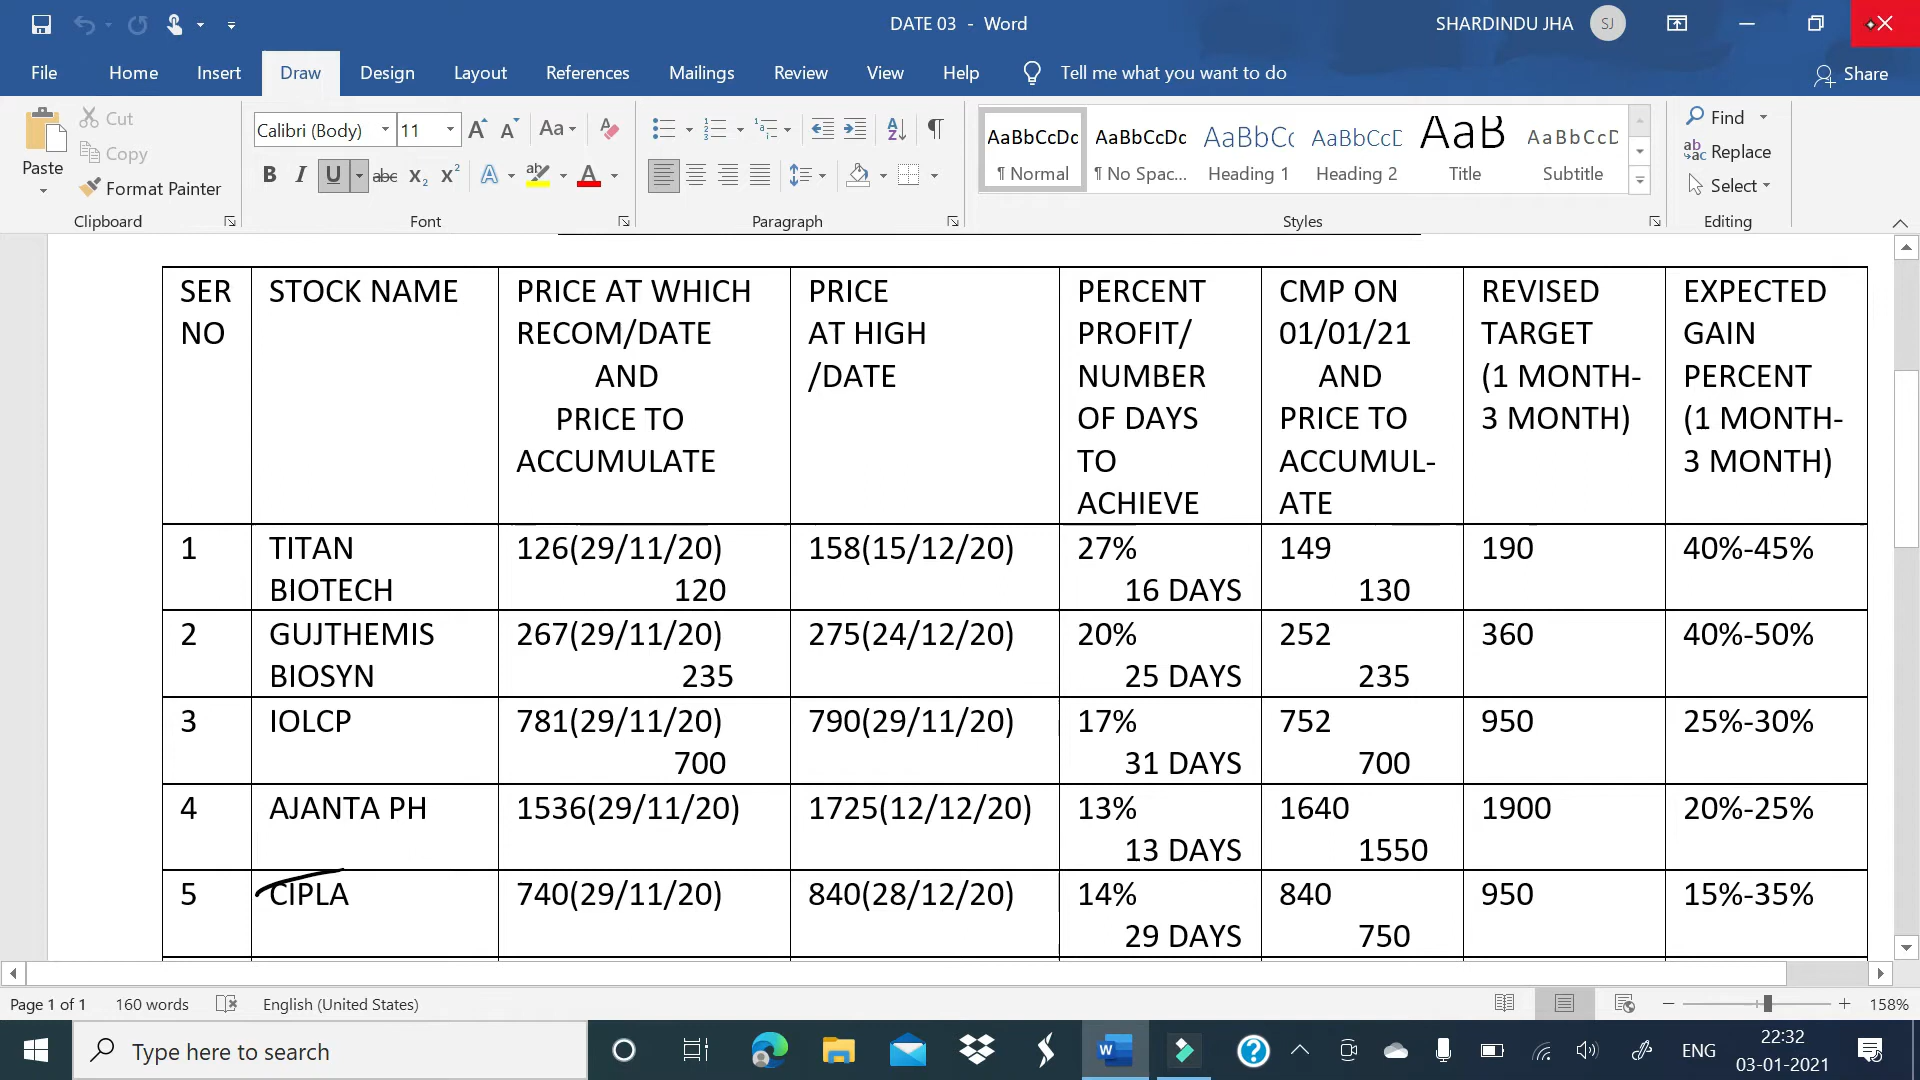 DATE 03 - Word
SHARDINDU JHA
SJ
File Home Insert Draw Design Layout References Mailings Review View Help Tell me what you want to do
Share
Paste
Cut
Copy
Format Painter
Clipboard
Calibri (Body) 11
Font
Paragraph
AaBbCcDc AaBbCcDc AaBbCc AaBbCcD AaB AaBbCcD
¶ Normal ¶ No Spac... Heading 1 Heading 2 Title Subtitle
Styles
Find
Replace
Select
Editing
SER
NO
STOCK NAME
PRICE AT WHICH
RECOM/DATE
AND
PRICE TO
ACCUMULATE
PRICE
AT HIGH
/DATE
PERCENT
PROFIT/
NUMBER
OF DAYS
TO
ACHIEVE
CMP ON
01/01/21
AND
PRICE TO
ACCUMUL-
ATE
REVISED
TARGET
(1 MONTH-
3 MONTH)
EXPECTED
GAIN
PERCENT
(1 MONTH-
3 MONTH)
1 TITAN 126(29/11/20) 158(15/12/20) 27% 149 190 40%-45%
BIOTECH 120 16 DAYS 130
2 GUJTHEMIS 267(29/11/20) 275(24/12/20) 20% 252 360 40%-50%
BIOSYN 235 25 DAYS 235
3 IOLCP 781(29/11/20) 790(29/11/20) 17% 752 950 25%-30%
700 31 DAYS 700
4 AJANTA PH 1536(29/11/20) 1725(12/12/20) 13% 1640 1900 20%-25%
13 DAYS 1550
5 CIPLA 740(29/11/20) 840(28/12/20) 14% 840 950 15%-35%
29 DAYS 750
Page 1 of 1 160 words English (United States)
158%
Type here to search
ENG
22:32
03-01-2021